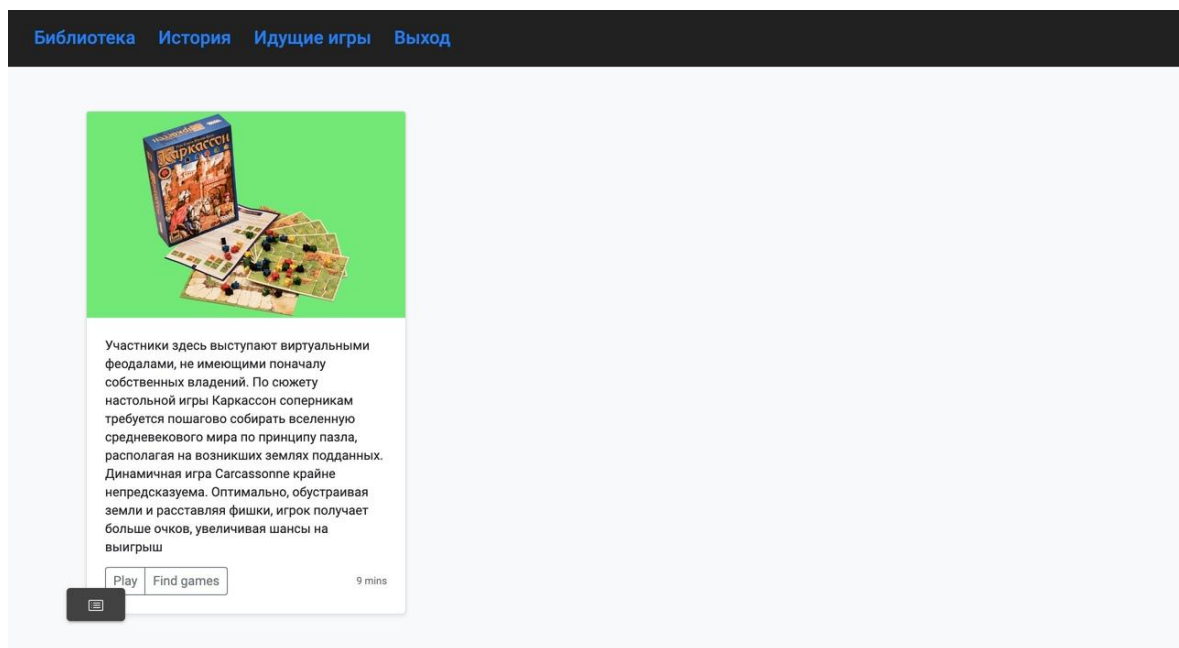 Библиотека История Идущие игры Выход
Каркассон
Участники здесь выступают виртуальными
феодалами, не имеющими поначалу
собственных владений. По сюжету
настольной игры Каркассон соперникам
требуется пошагово собирать вселенную
средневекового мира по принципу пазла,
располагая на возникших землях подданных.
Динамичная игра Carcassonne крайне
непредсказуема. Оптимально, обустраивая
земли и расставляя фишки, игрок получает
больше очков, увеличивая шансы на
выигрыш
Play Find games 9 mins